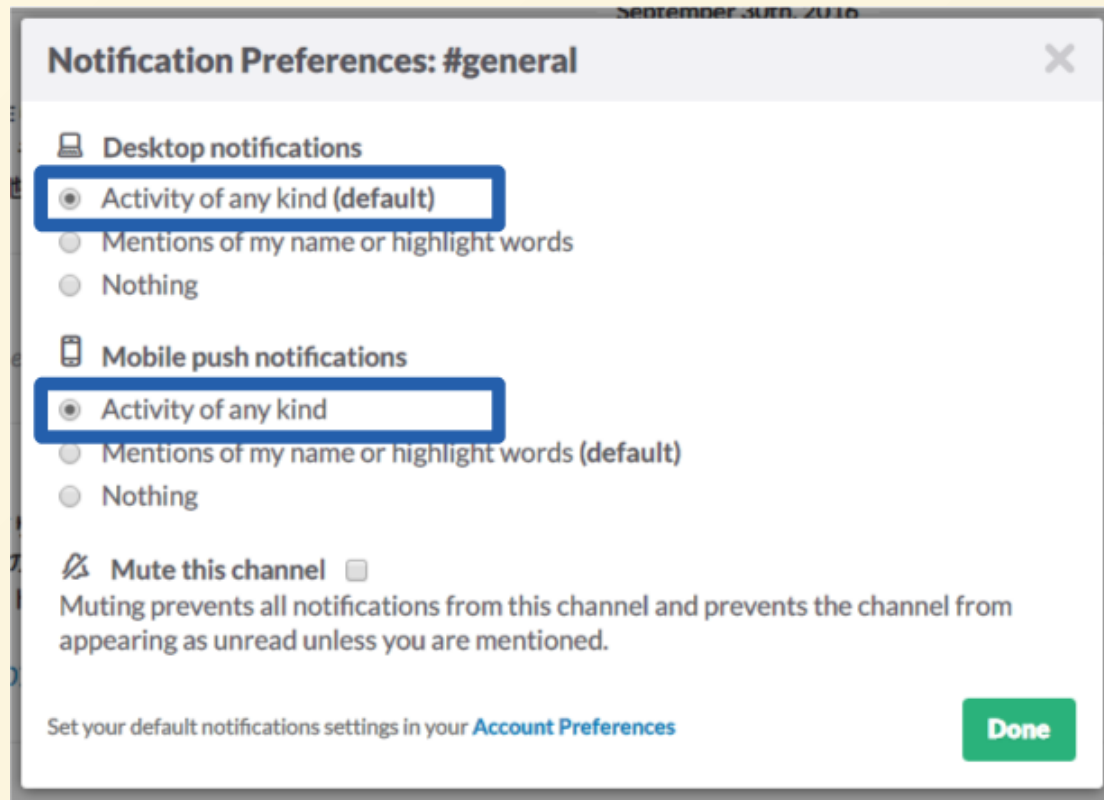 September 30th, 2016
Notification Preferences: #general
Desktop notifications
Activity of any kind (default)
Mentions of my name or highlight words
Nothing
Mobile push notifications
Activity of any kind
Mentions of my name or highlight words (default)
Nothing
Mute this channel
Muting prevents all notifications from this channel and prevents the channel from
appearing as unread unless you are mentioned.
Set your default notifications settings in your Account Preferences
Done